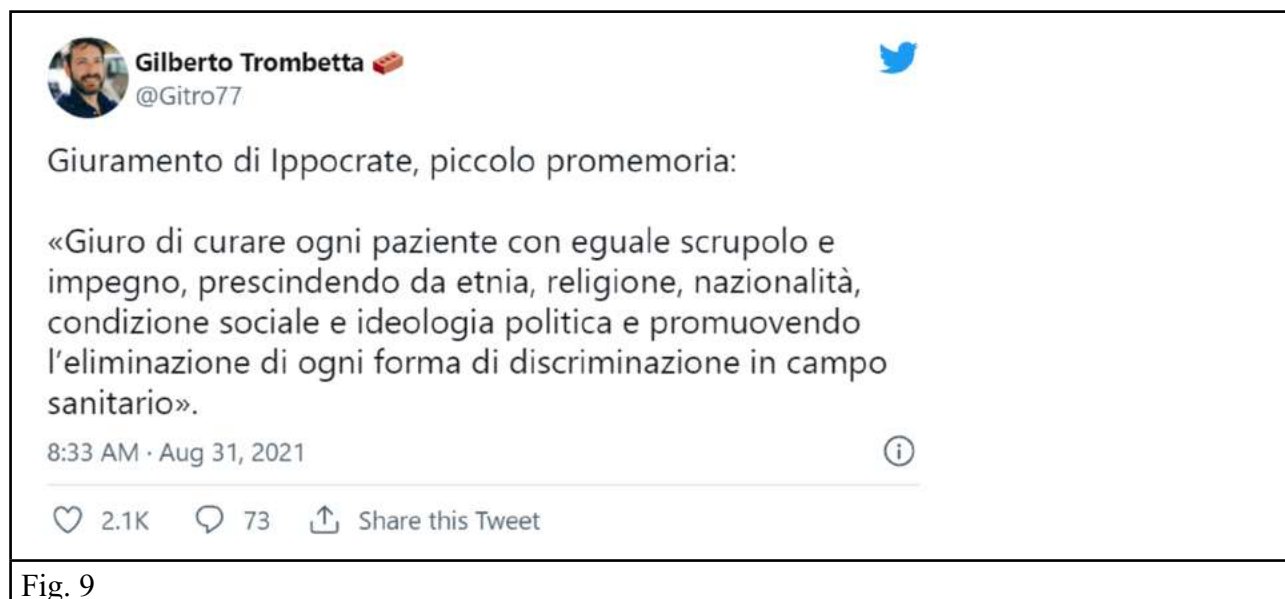 Gilberto Trombetta 🧱
@Gitro77
Giuramento di Ippocrate, piccolo promemoria:
«Giuro di curare ogni paziente con eguale scrupolo e
impegno, prescindendo da etnia, religione, nazionalità,
condizione sociale e ideologia politica e promuovendo
l'eliminazione di ogni forma di discriminazione in campo
sanitario».
8:33 AM · Aug 31, 2021
2.1K 73 Share this Tweet
Fig. 9